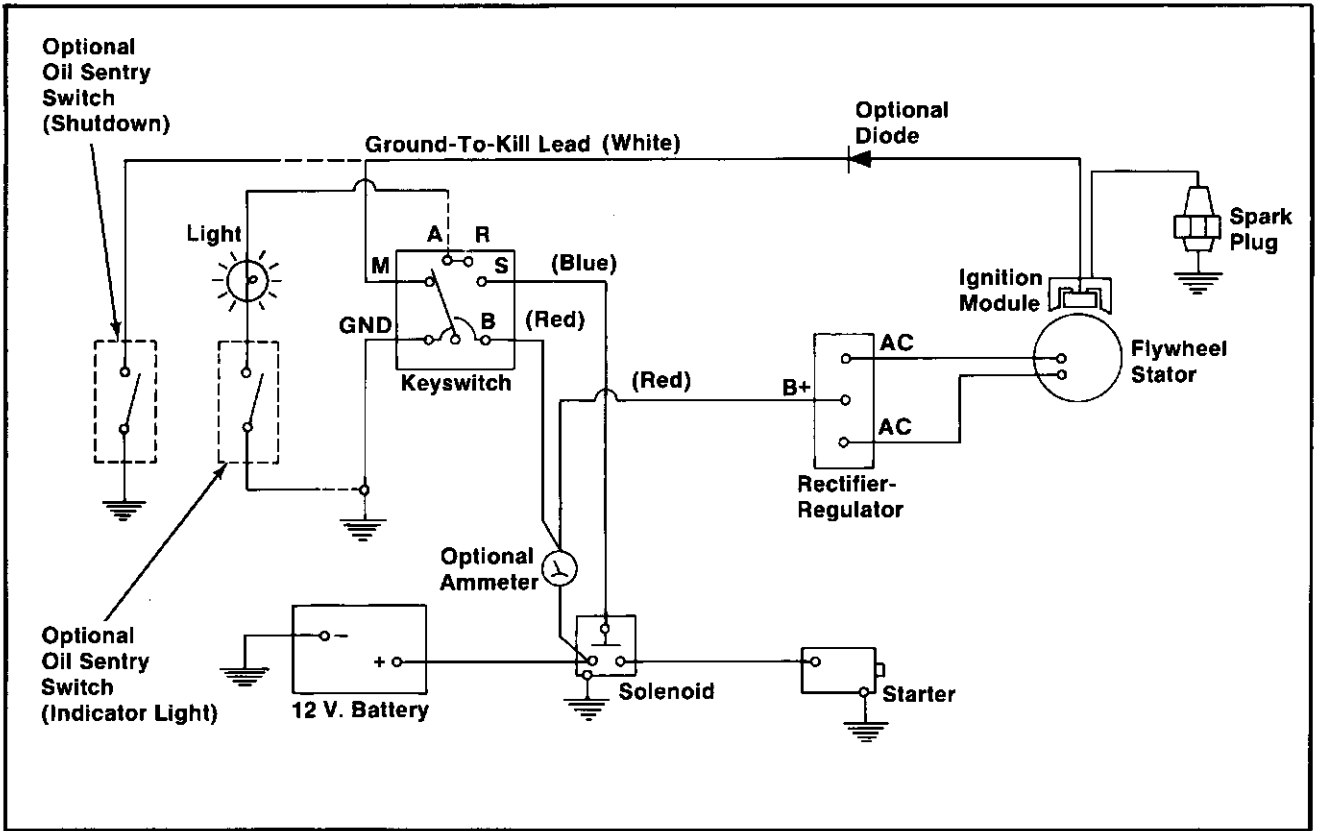 Optional
Oil Sentry
Switch
(Shutdown)
Ground-To-Kill Lead (White)
Optional
Diode
Spark
Plug
Light
A
R
M
S
(Blue)
Ignition
Module
GND
B
(Red)
Keyswitch
AC
Flywheel
Stator
(Red)
B+
AC
Rectifier-
Regulator
Optional
Ammeter
Optional
Oil Sentry
Switch
(Indicator Light)
–
+
12 V. Battery
Solenoid
Starter